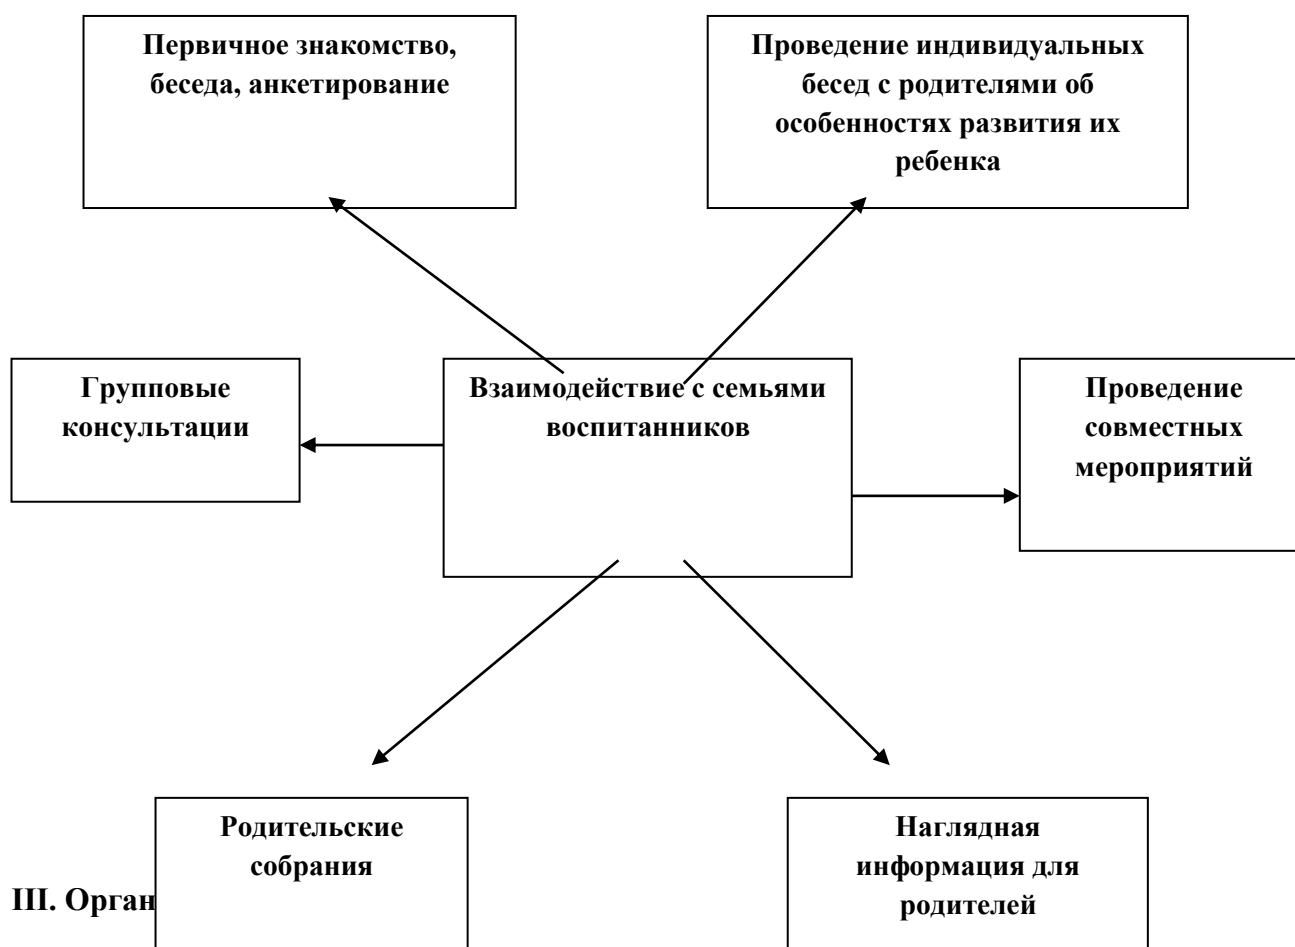 Первичное знакомство,
беседа, анкетирование
Проведение индивидуальных
бесед с родителями об
особенностях развития их
ребенка
Групповые
консультации
Взаимодействие с семьями
воспитанников
Проведение
совместных
мероприятий
Родительские
собрания
Наглядная
информация для
родителей
III. Орган